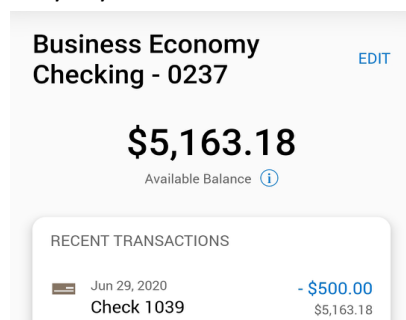 Business Economy
Checking - 0237
EDIT
$5,163.18
Available Balance
RECENT TRANSACTIONS
Jun 29, 2020
- $500.00
Check 1039
$5,163.18